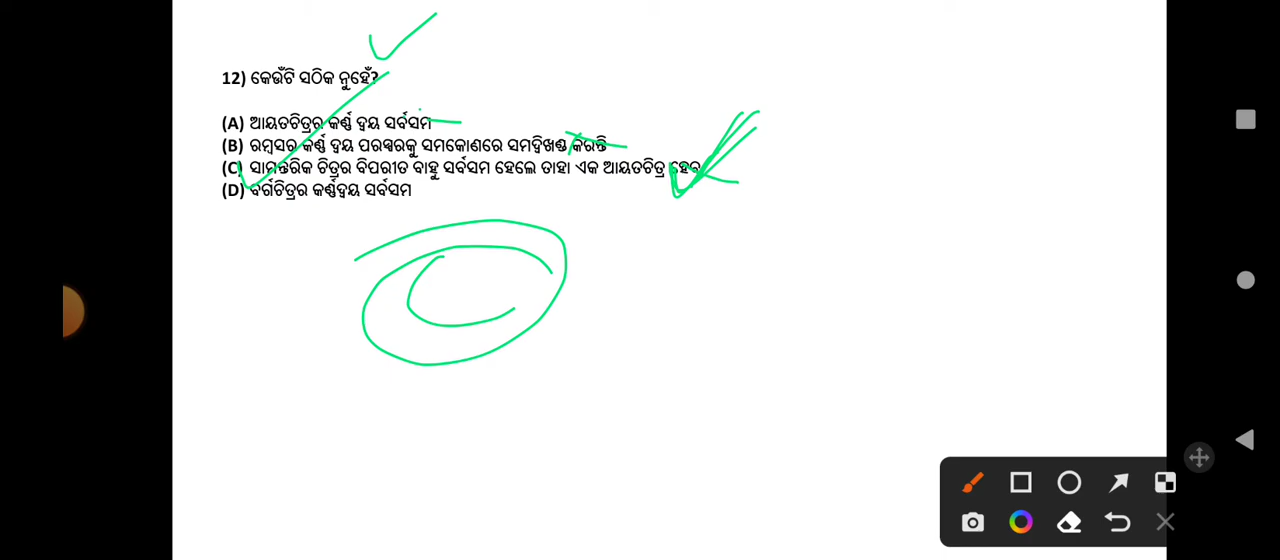 12) କେଉଁଟି ସଠିକ ନୁହେଁ?
(A) ଆୟତଚିତ୍ରର କର୍ଣ୍ଣ ଦ୍ୱୟ ସର୍ବସମ
(B) ରମ୍ବସର କର୍ଣ୍ଣ ଦ୍ୱୟ ପରସ୍ପରକୁ ସମକୋଣରେ ସମଦ୍ୱିଖଣ୍ଡ କରନ୍ତି
(C) ସାମନ୍ତରିକ ଚିତ୍ରର ବିପରୀତ ବାହୁ ସର୍ବସମ ହେଲେ ତାହା ଏକ ଆୟତଚିତ୍ର ହେବ
(D) ବର୍ଗଚିତ୍ରର କର୍ଣ୍ଣଦ୍ୱୟ ସର୍ବସମ